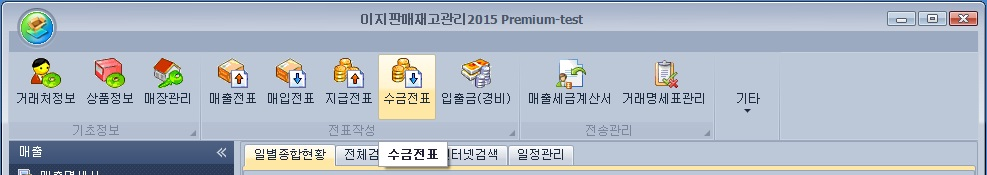 이지판매재고관리2015 Premium-test
거래처정보 상품정보 매장관리 매출전표 매입전표 지급전표 수금전표 입출금(경비) 매출세금계산서 거래명세표관리 기타
기초정보 전표작성 전송관리
매출 일별종합현황 전체검 수금전표 터넷검색 일정관리